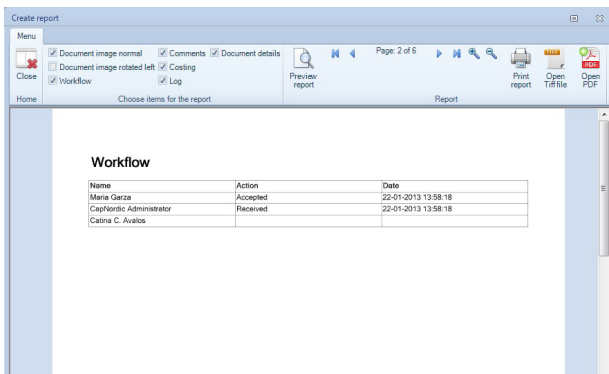 Create report
Menu
Document image normal Comments Document details
Document image rotated left Costing
Workflow Log
Close
Preview report
Page: 2 of 6
Print report
Open Tiff file
Open PDF
Home Choose items for the report Report
Workflow
Name Action Date
Maria Garza Accepted 22-01-2013 13:58:18
CapNordic Administrator Received 22-01-2013 13:58:18
Catina C. Avalos